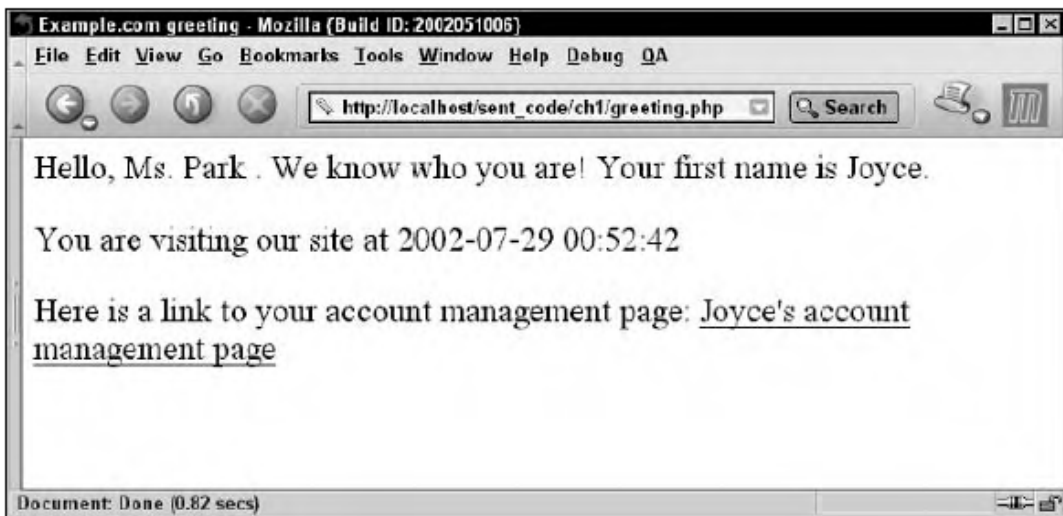 Example.com greeting - Mozilla {Build ID: 2002051006}
File Edit View Go Bookmarks Tools Window Help Debug QA
http://localhost/sent_code/ch1/greeting.php Search
Hello, Ms. Park . We know who you are! Your first name is Joyce.
You are visiting our site at 2002-07-29 00:52:42
Here is a link to your account management page: Joyce's account
management page
Document: Done (0.82 secs)